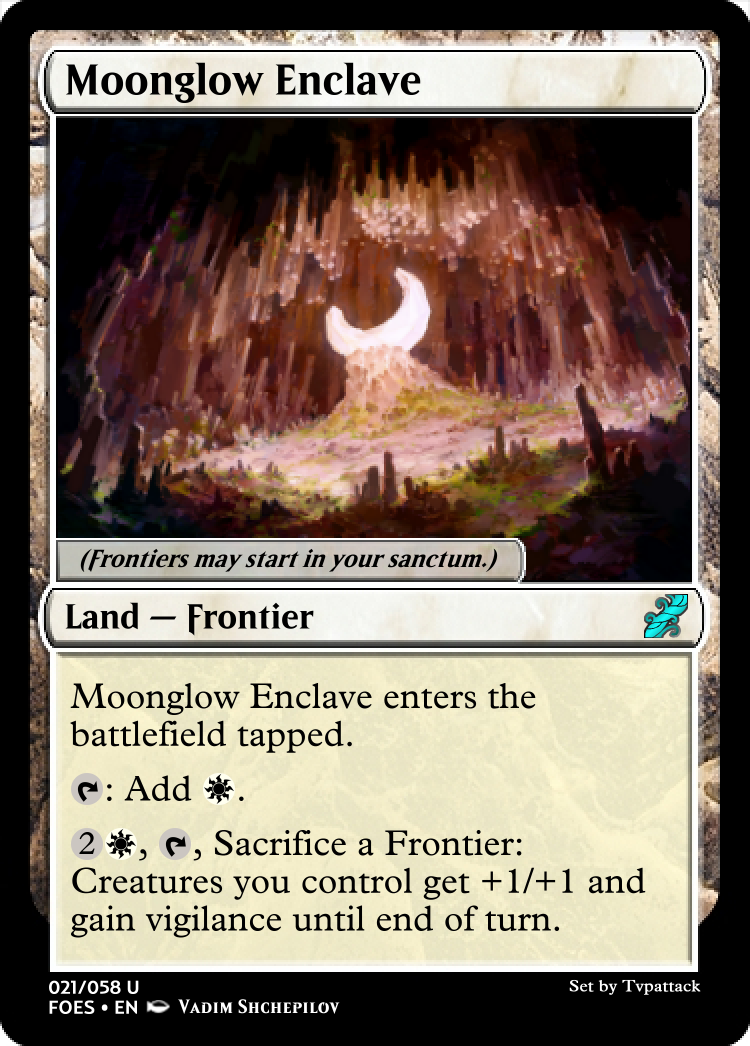 Moonglow Enclave
(Frontiers may start in your sanctum.)
Land — Frontier
Moonglow Enclave enters the
battlefield tapped.
: Add .
2, , Sacrifice a Frontier:
Creatures you control get +1/+1 and
gain vigilance until end of turn.
021/058 U
Set by Tvpattack
FOES • EN Vadim Shchepilov